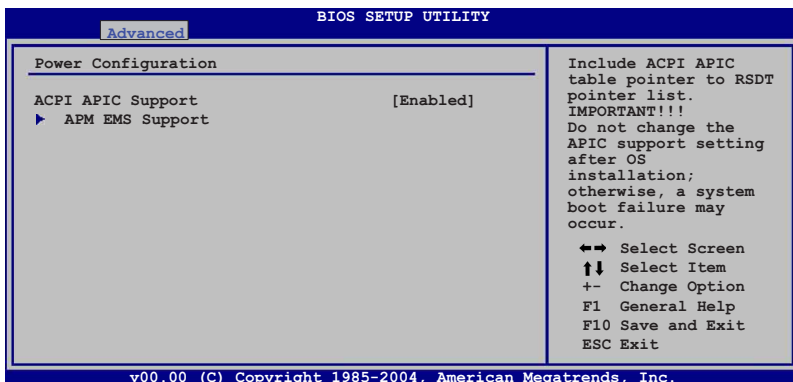 BIOS SETUP UTILITY
Advanced
Power Configuration
ACPI APIC Support [Enabled]
APM EMS Support
Include ACPI APIC
table pointer to RSDT
pointer list.
IMPORTANT!!!
Do not change the
APIC support setting
after OS
installation;
otherwise, a system
boot failure may
occur.
←→ Select Screen
↑↓ Select Item
+- Change Option
F1 General Help
F10 Save and Exit
ESC Exit
v00.00 (C) Copyright 1985-2004, American Megatrends, Inc.